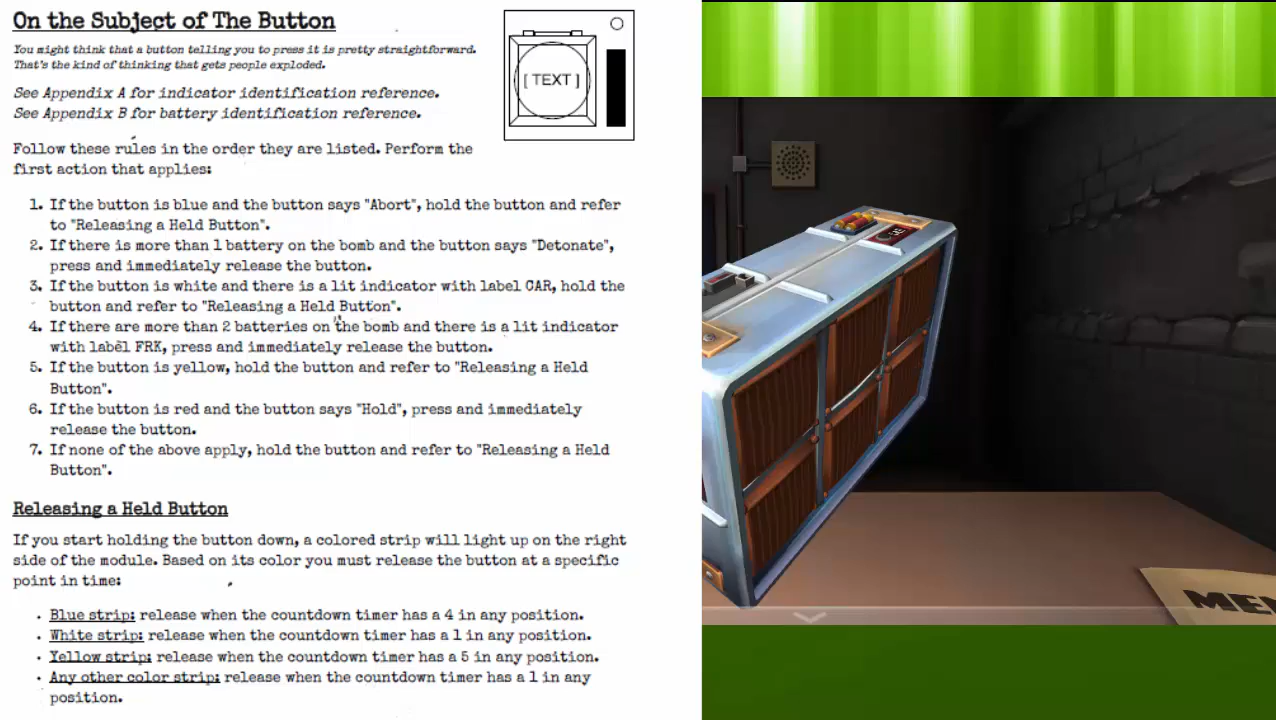 On the Subject of The Button
You might think that a button telling you to press it is pretty straightforward.
That's the kind of thinking that gets people exploded.
See Appendix A for indicator identification reference.
See Appendix B for battery identification reference.
[ TEXT ]
Follow these rules in the order they are listed. Perform the
first action that applies:
1. If the button is blue and the button says "Abort", hold the button and refer
to "Releasing a Held Button".
2. If there is more than 1 battery on the bomb and the button says "Detonate",
press and immediately release the button.
3. If the button is white and there is a lit indicator with label CAR, hold the
button and refer to "Releasing a Held Button".
4. If there are more than 2 batteries on the bomb and there is a lit indicator
with label FRK, press and immediately release the button.
5. If the button is yellow, hold the button and refer to "Releasing a Held
Button".
6. If the button is red and the button says "Hold", press and immediately
release the button.
7. If none of the above apply, hold the button and refer to "Releasing a Held
Button".
Releasing a Held Button
If you start holding the button down, a colored strip will light up on the right
side of the module. Based on its color you must release the button at a specific
point in time:
• Blue strip: release when the countdown timer has a 4 in any position.
• White strip: release when the countdown timer has a 1 in any position.
• Yellow strip: release when the countdown timer has a 5 in any position.
• Any other color strip: release when the countdown timer has a 1 in any
position.